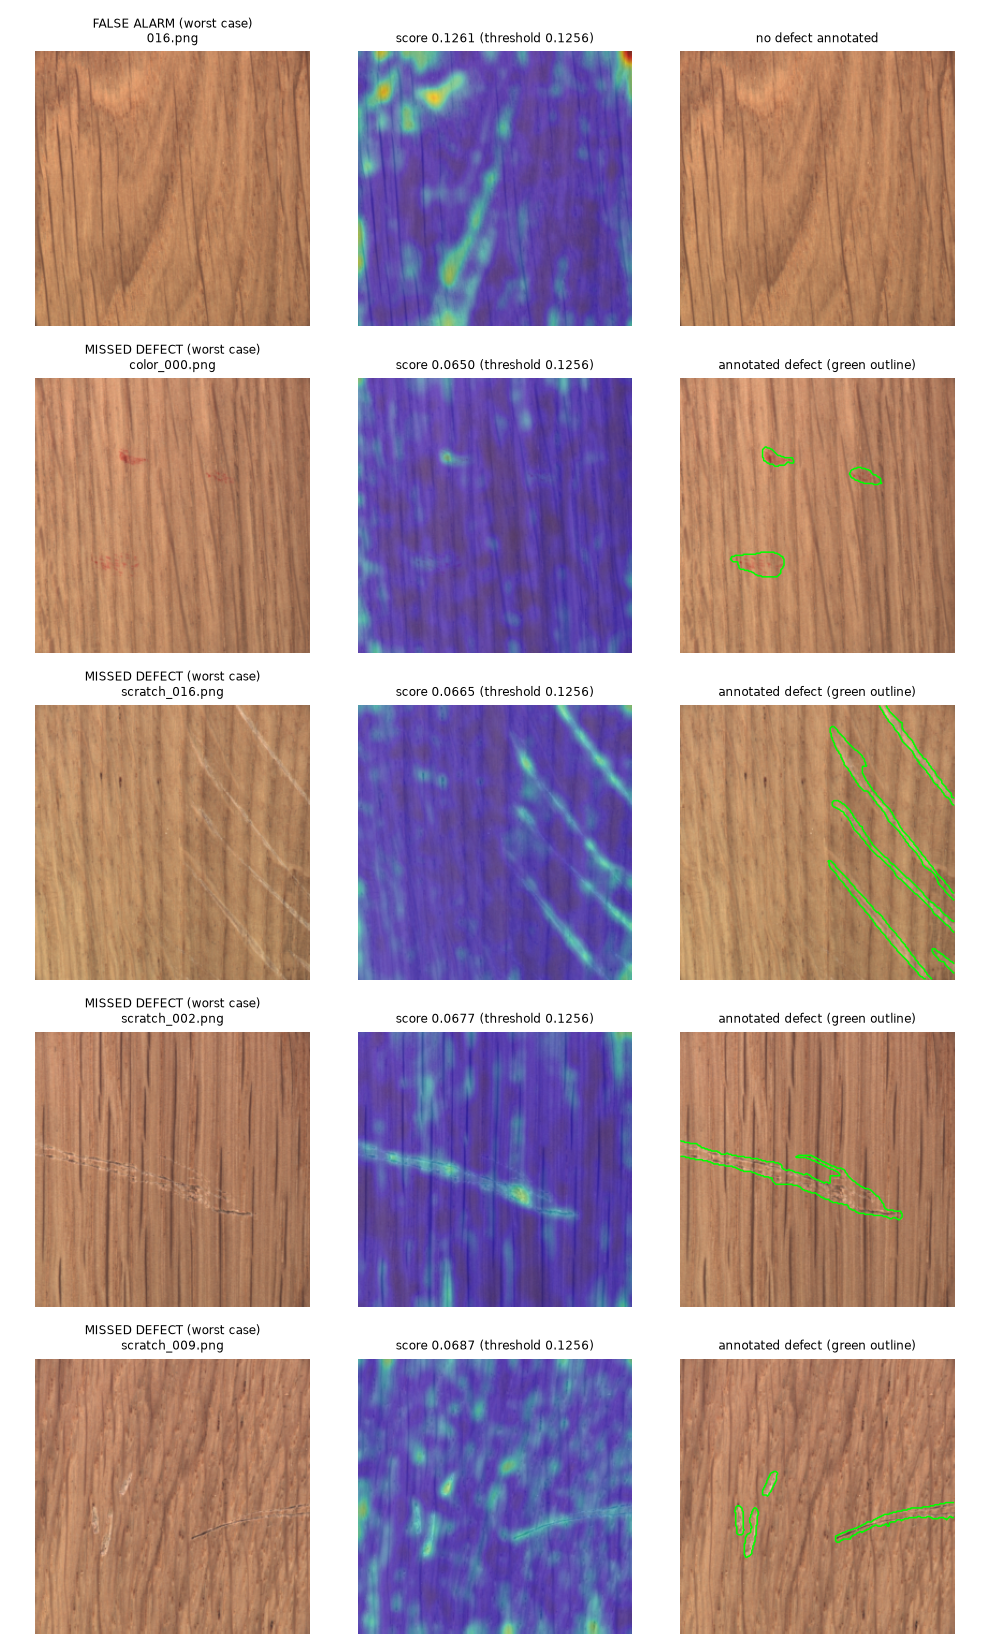 FALSE ALARM (worst case)
016.png
score 0.1261 (threshold 0.1256)
no defect annotated
MISSED DEFECT (worst case)
color_000.png
score 0.0650 (threshold 0.1256)
annotated defect (green outline)
MISSED DEFECT (worst case)
scratch_016.png
score 0.0665 (threshold 0.1256)
annotated defect (green outline)
MISSED DEFECT (worst case)
scratch_002.png
score 0.0677 (threshold 0.1256)
annotated defect (green outline)
MISSED DEFECT (worst case)
scratch_009.png
score 0.0687 (threshold 0.1256)
annotated defect (green outline)